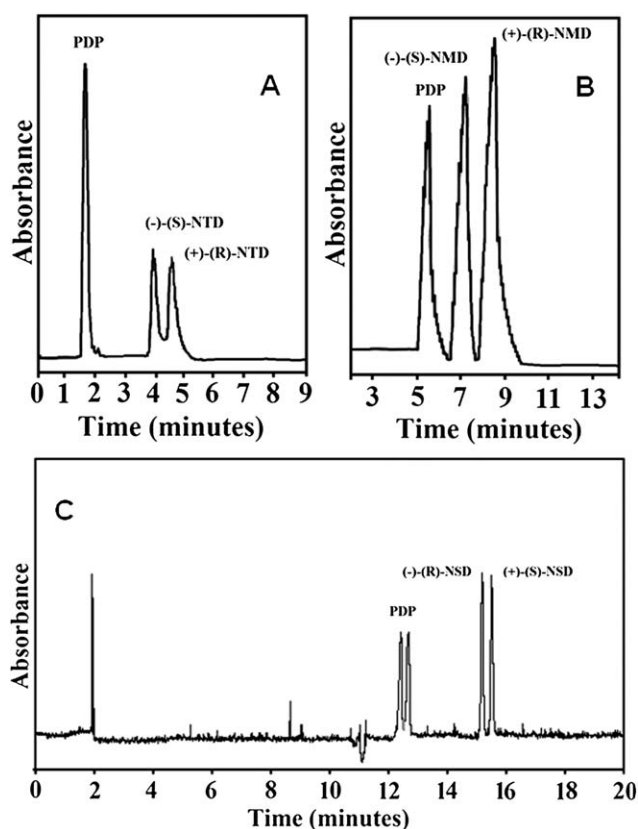 PDP
A
(-)-(S)-NTD
(+)-(R)-NTD
Absorbance
0 1 2 3 4 5 6 7 8 9
Time (minutes)
(+)-(R)-NMD
(-)-(S)-NMD
B
PDP
Absorbance
3 5 7 9 11 13
Time (minutes)
C
(-)-(R)-NSD (+)-(S)-NSD
PDP
Absorbance
0 2 4 6 8 10 12 14 16 18 20
Time (minutes)